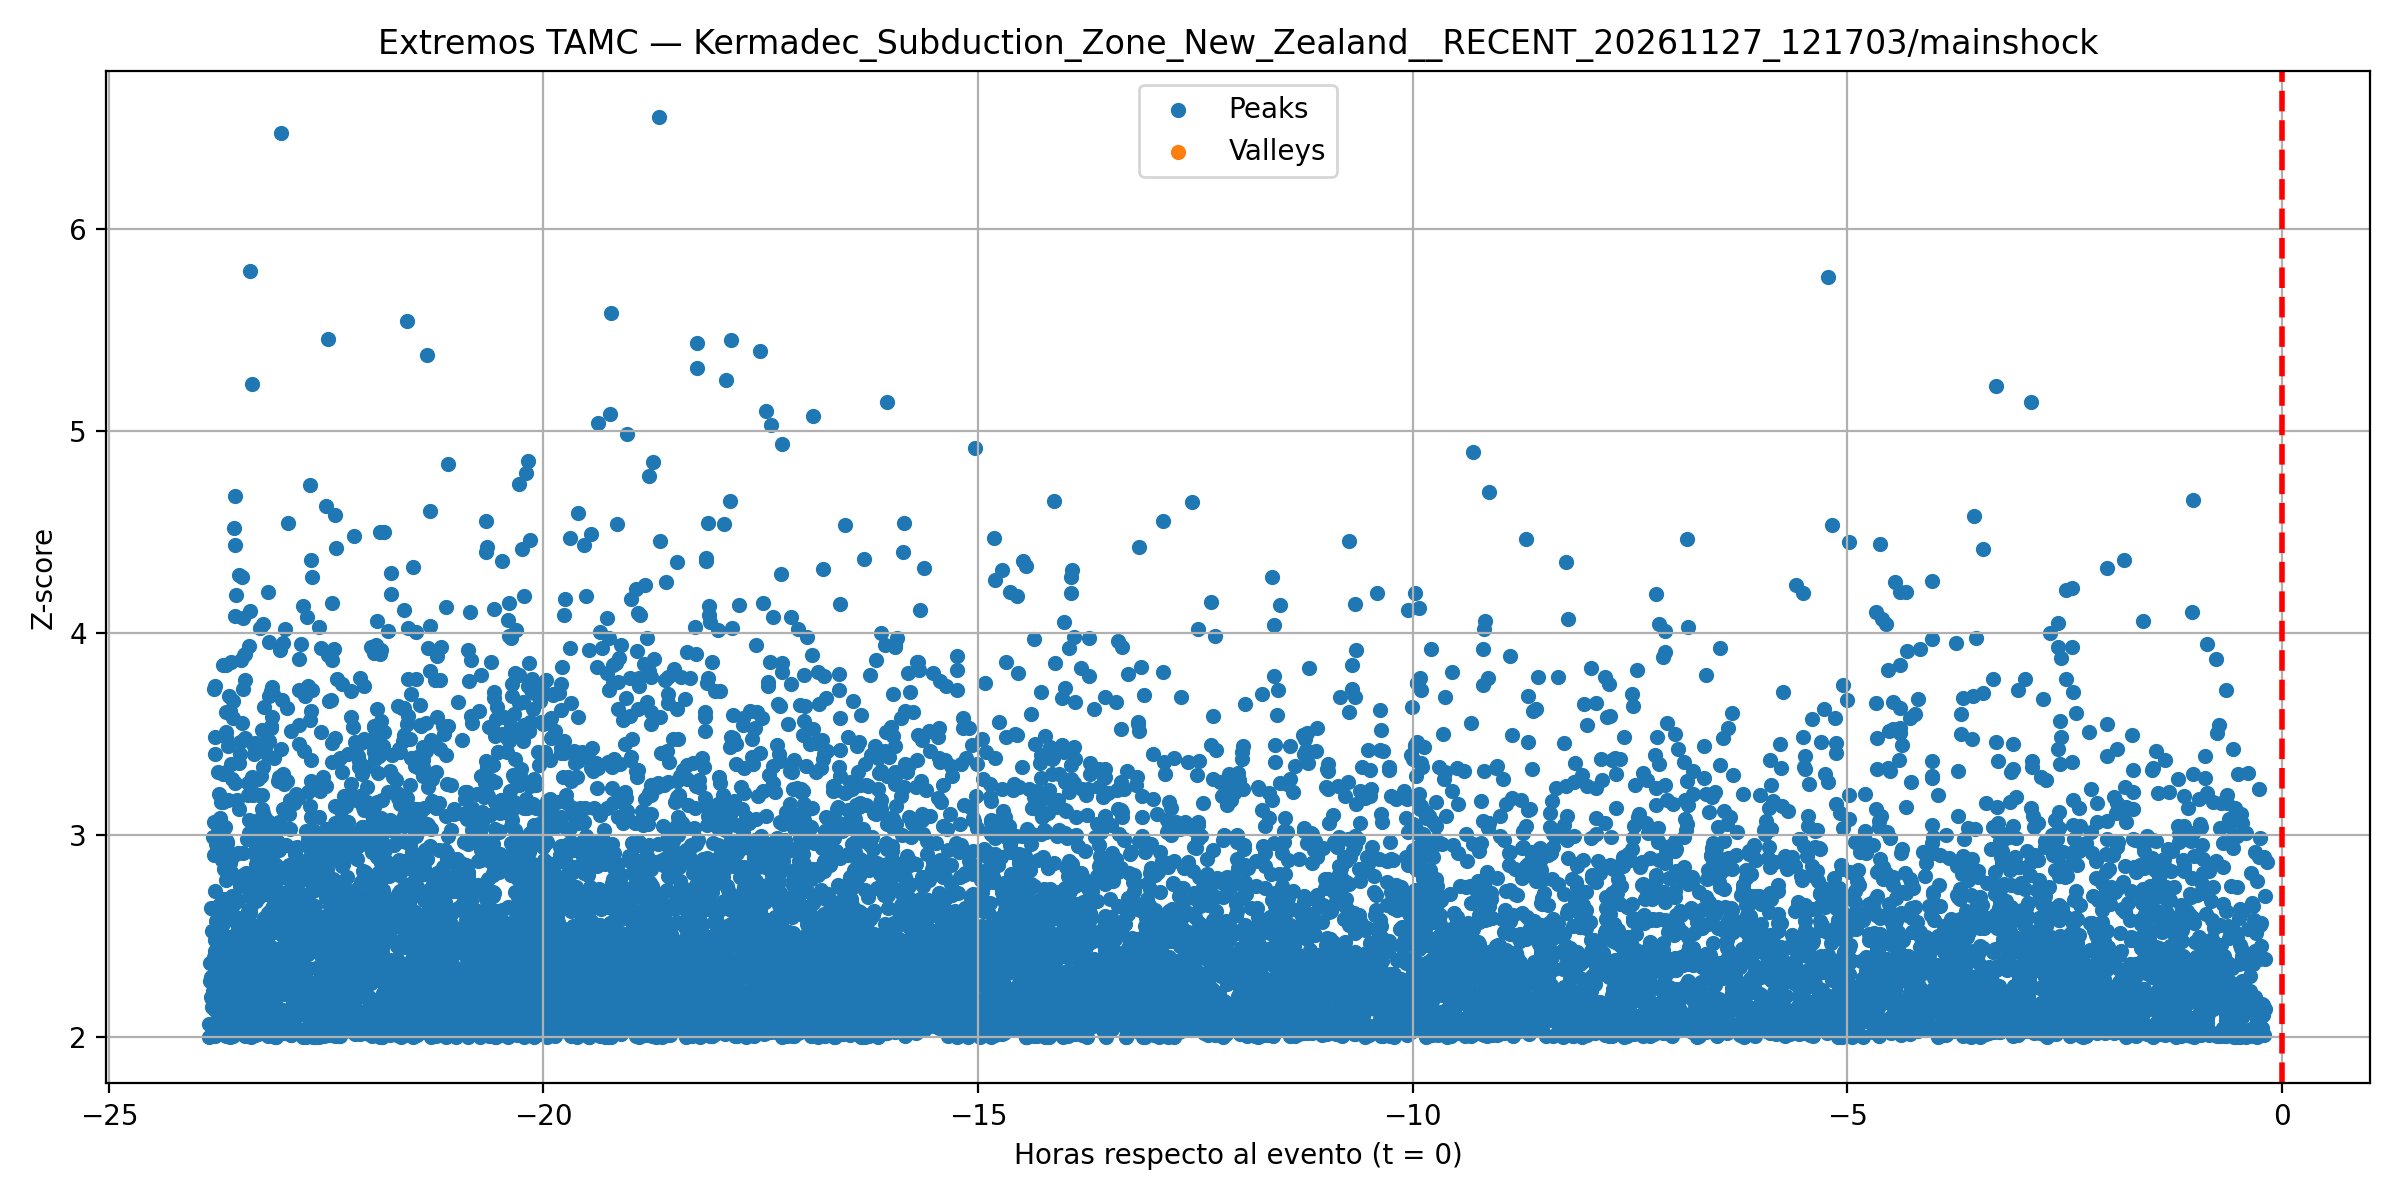 Extremos TAMC — Kermadec_Subduction_Zone_New_Zealand__RECENT_20261127_121703/mainshock
Peaks
Valleys
Z-score
6
5
4
3
2
−25
−20
−15
−10
−5
0
Horas respecto al evento (t = 0)